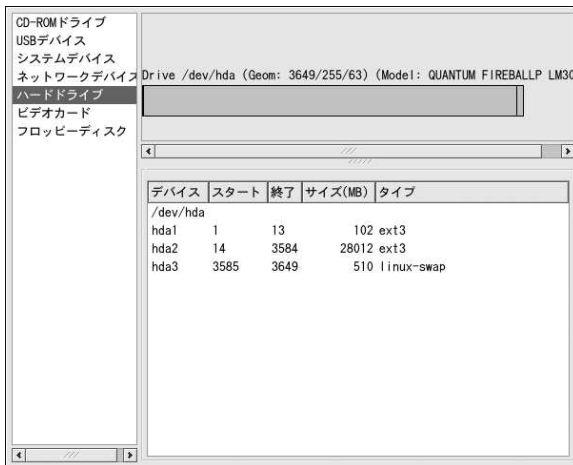 CD-ROMドライブ
USBデバイス
システムデバイス
ネットワークデバイス
ハードドライブ
ビデオカード
フロッピーディスク
Drive /dev/hda (Geom: 3649/255/63) (Model: QUANTUM FIREBALLP LM30
デバイス スタート 終了 サイズ(MB) タイプ
/dev/hda
hda1 1 13 102 ext3
hda2 14 3584 28012 ext3
hda3 3585 3649 510 linux-swap